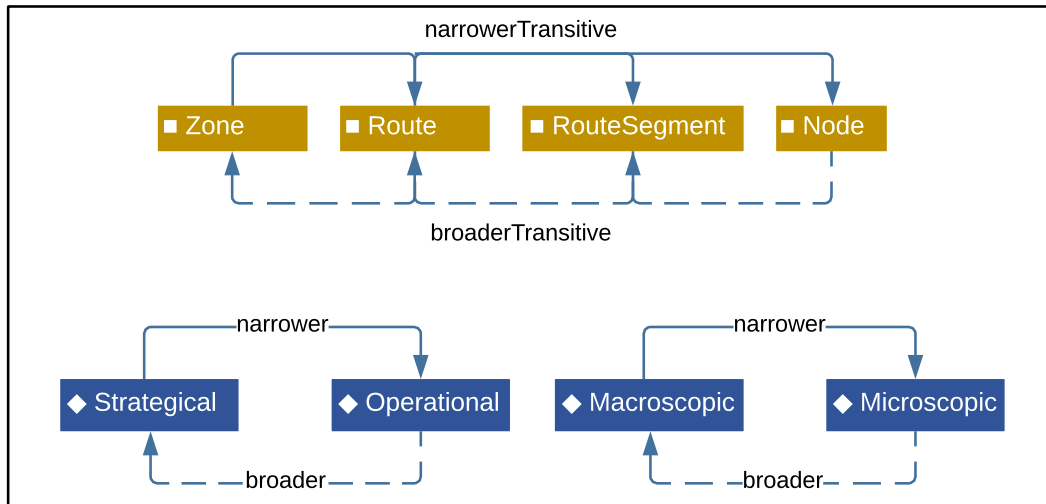 narrowerTransitive
Zone
Route
RouteSegment
Node
broaderTransitive
narrower
narrower
Strategical
Operational
Macroscopic
Microscopic
broader
broader